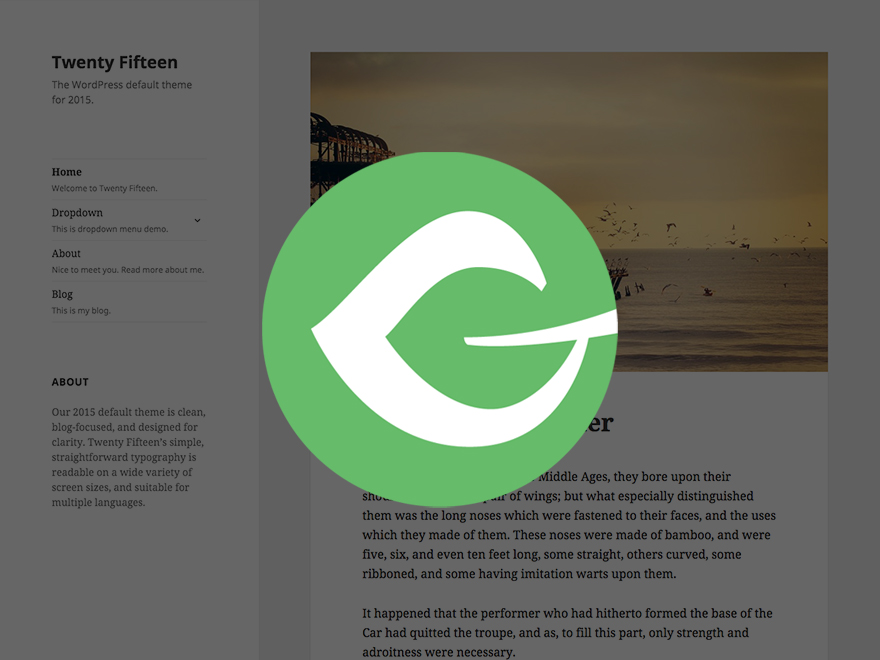 Twenty Fifteen
The WordPress default theme
for 2015.
Home
Welcome to Twenty Fifteen.
Dropdown
This is dropdown menu demo.
About
Nice to meet you. Read more about me.
Blog
This is my blog.
ABOUT
Our 2015 default theme is clean,
blog-focused, and designed for
clarity. Twenty Fifteen's simple,
straightforward typography is
readable on a wide variety of
screen sizes, and suitable for
multiple languages.
Middle Ages, they bore upon their
of wings; but what especially distinguished
them was the long noses which were fastened to their faces, and the uses
which they made of them. These noses were made of bamboo, and were
five, six, and even ten feet long, some straight, others curved, some
ribboned, and some having imitation warts upon them.
It happened that the performer who had hitherto formed the base of the
Car had quitted the troupe, and as, to fill this part, only strength and
adroitness were necessary.